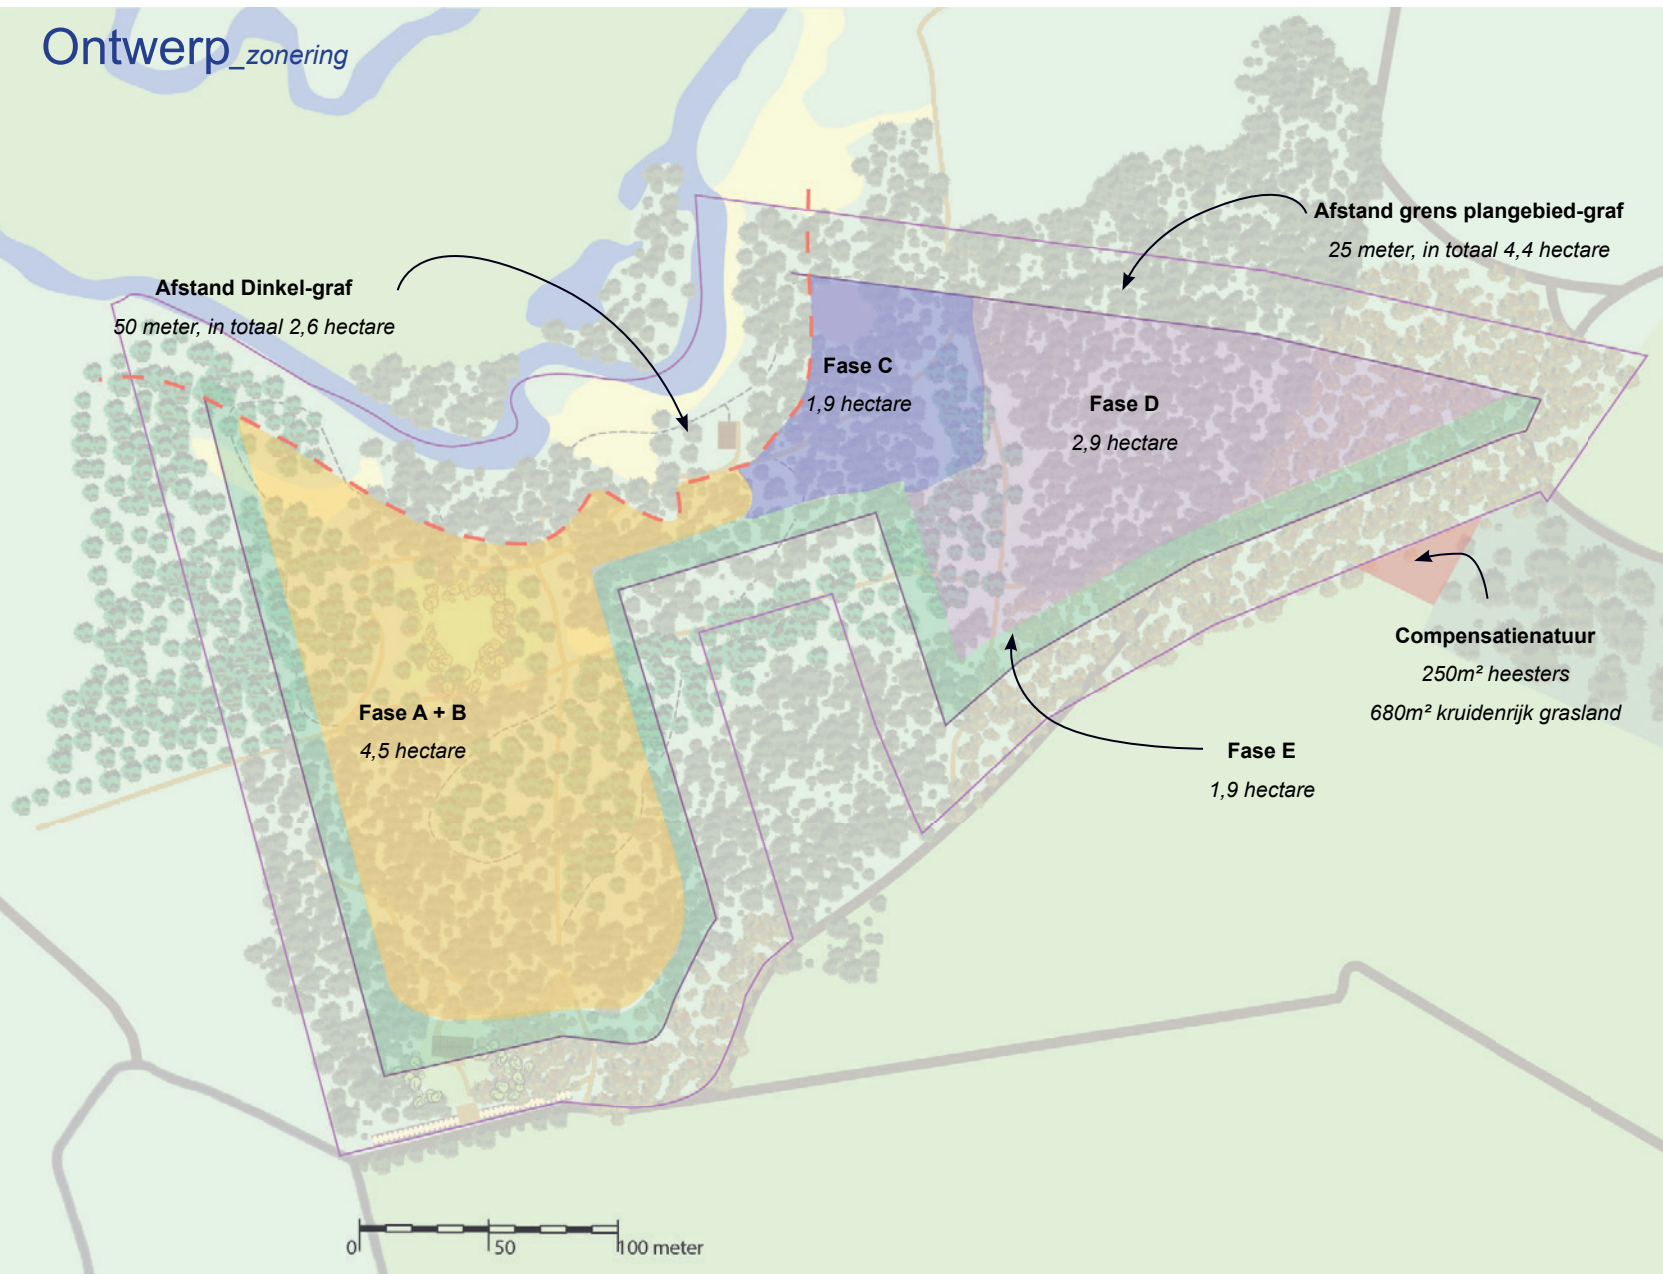 Ontwerp_zonering
Afstand grens plangebied-graf
25 meter, in totaal 4,4 hectare
Afstand Dinkel-graf
50 meter, in totaal 2,6 hectare
Fase C
1,9 hectare
Fase D
2,9 hectare
Compensatienatuur
250m² heesters
680m² kruidenrijk grasland
Fase A + B
4,5 hectare
Fase E
1,9 hectare
0 50 100 meter